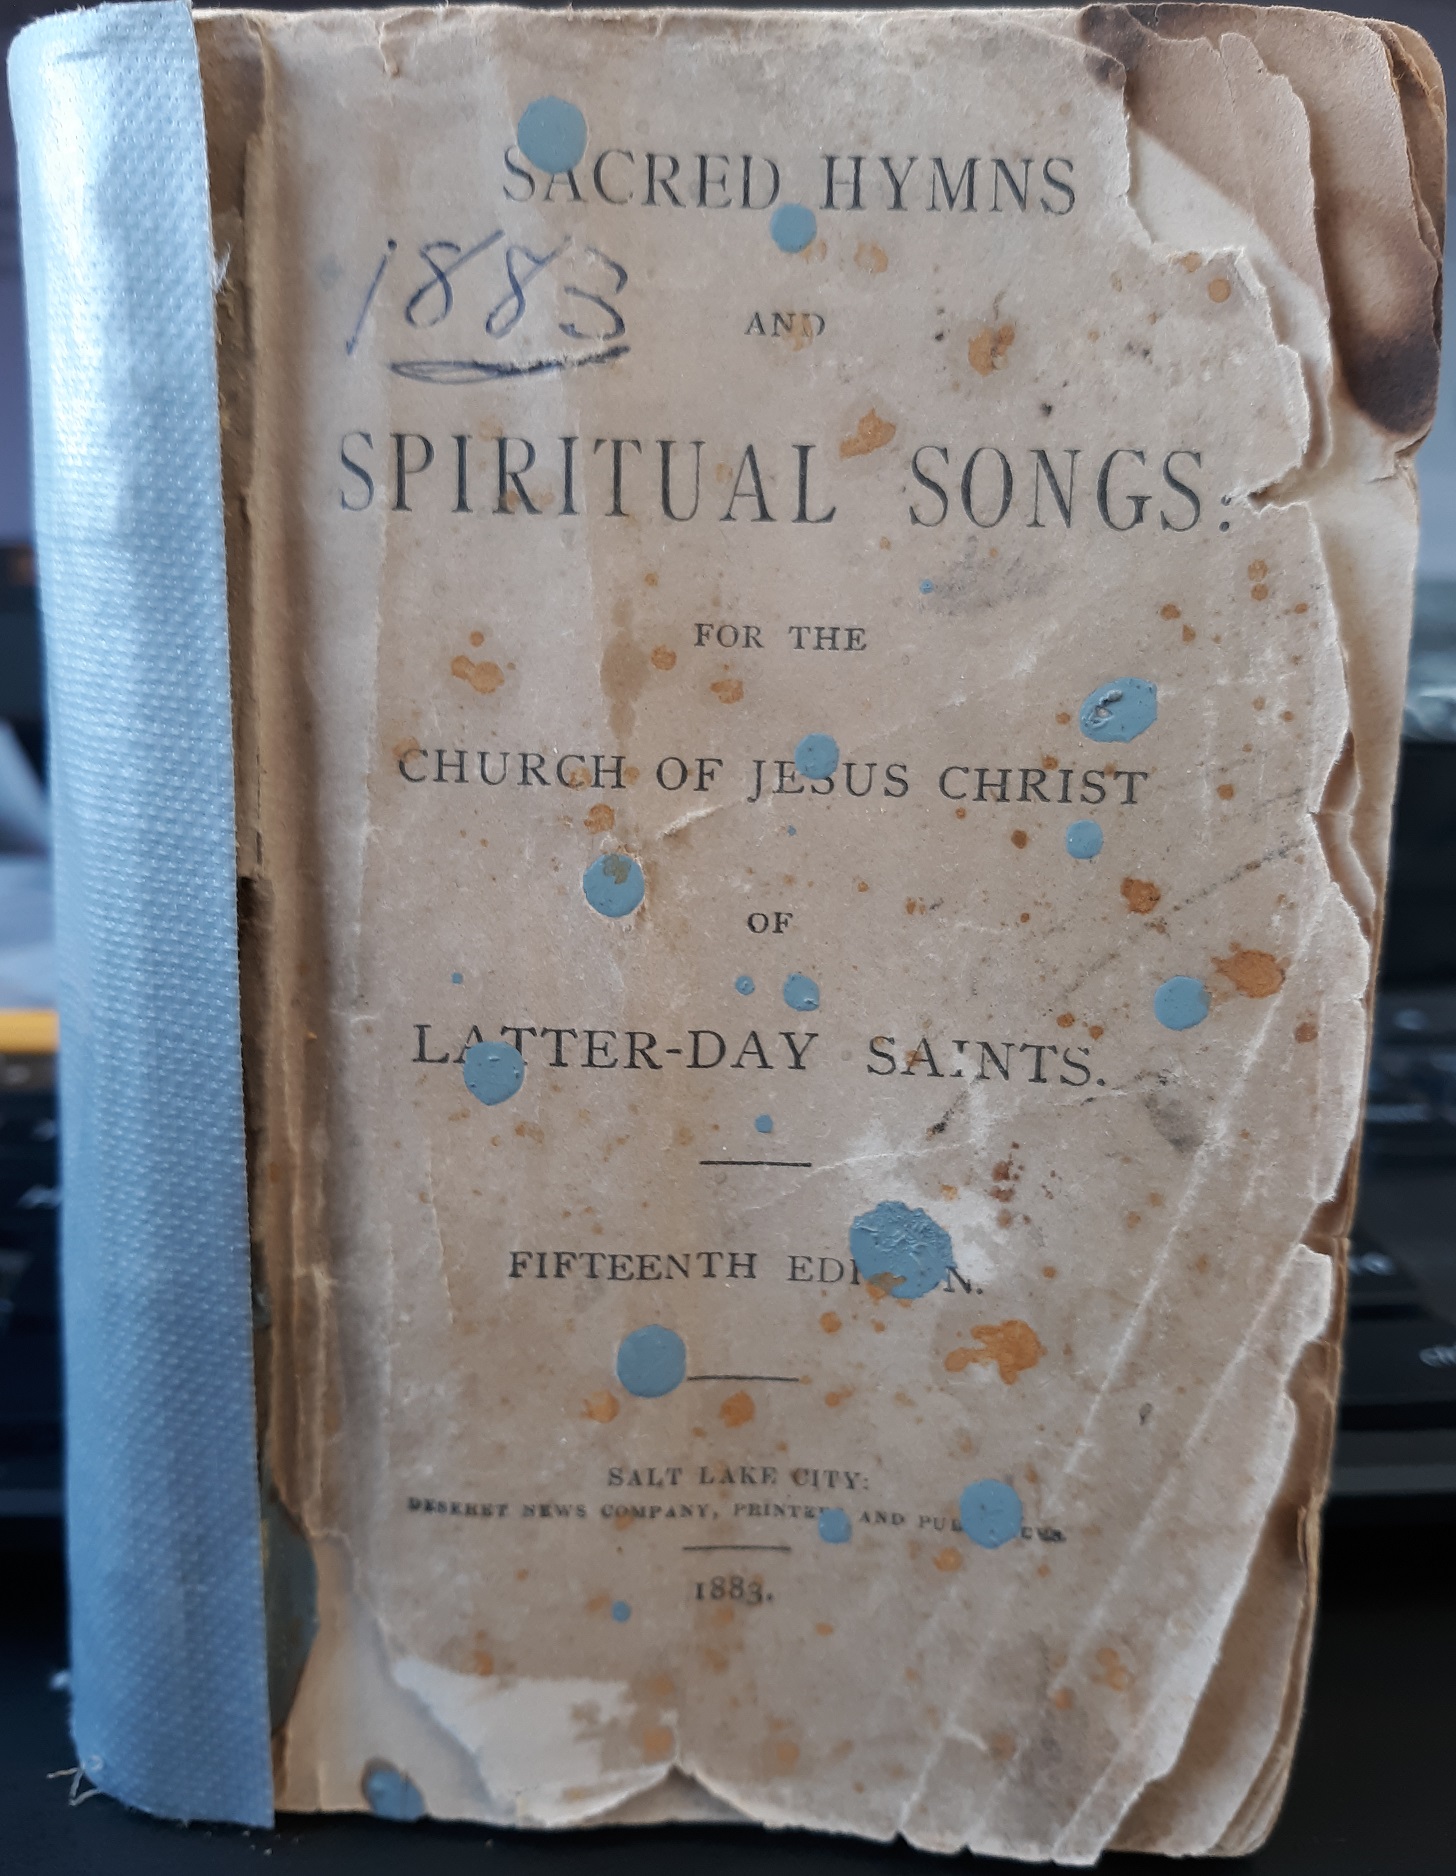 SACRED HYMNS
1883
AND
SPIRITUAL SONGS:
FOR THE
CHURCH OF JESUS CHRIST
OF
LATTER-DAY SAINTS.
FIFTEENTH EDITION.
SALT LAKE CITY:
DESERET NEWS COMPANY, PRINTERS AND PUBLISHERS.
1883.